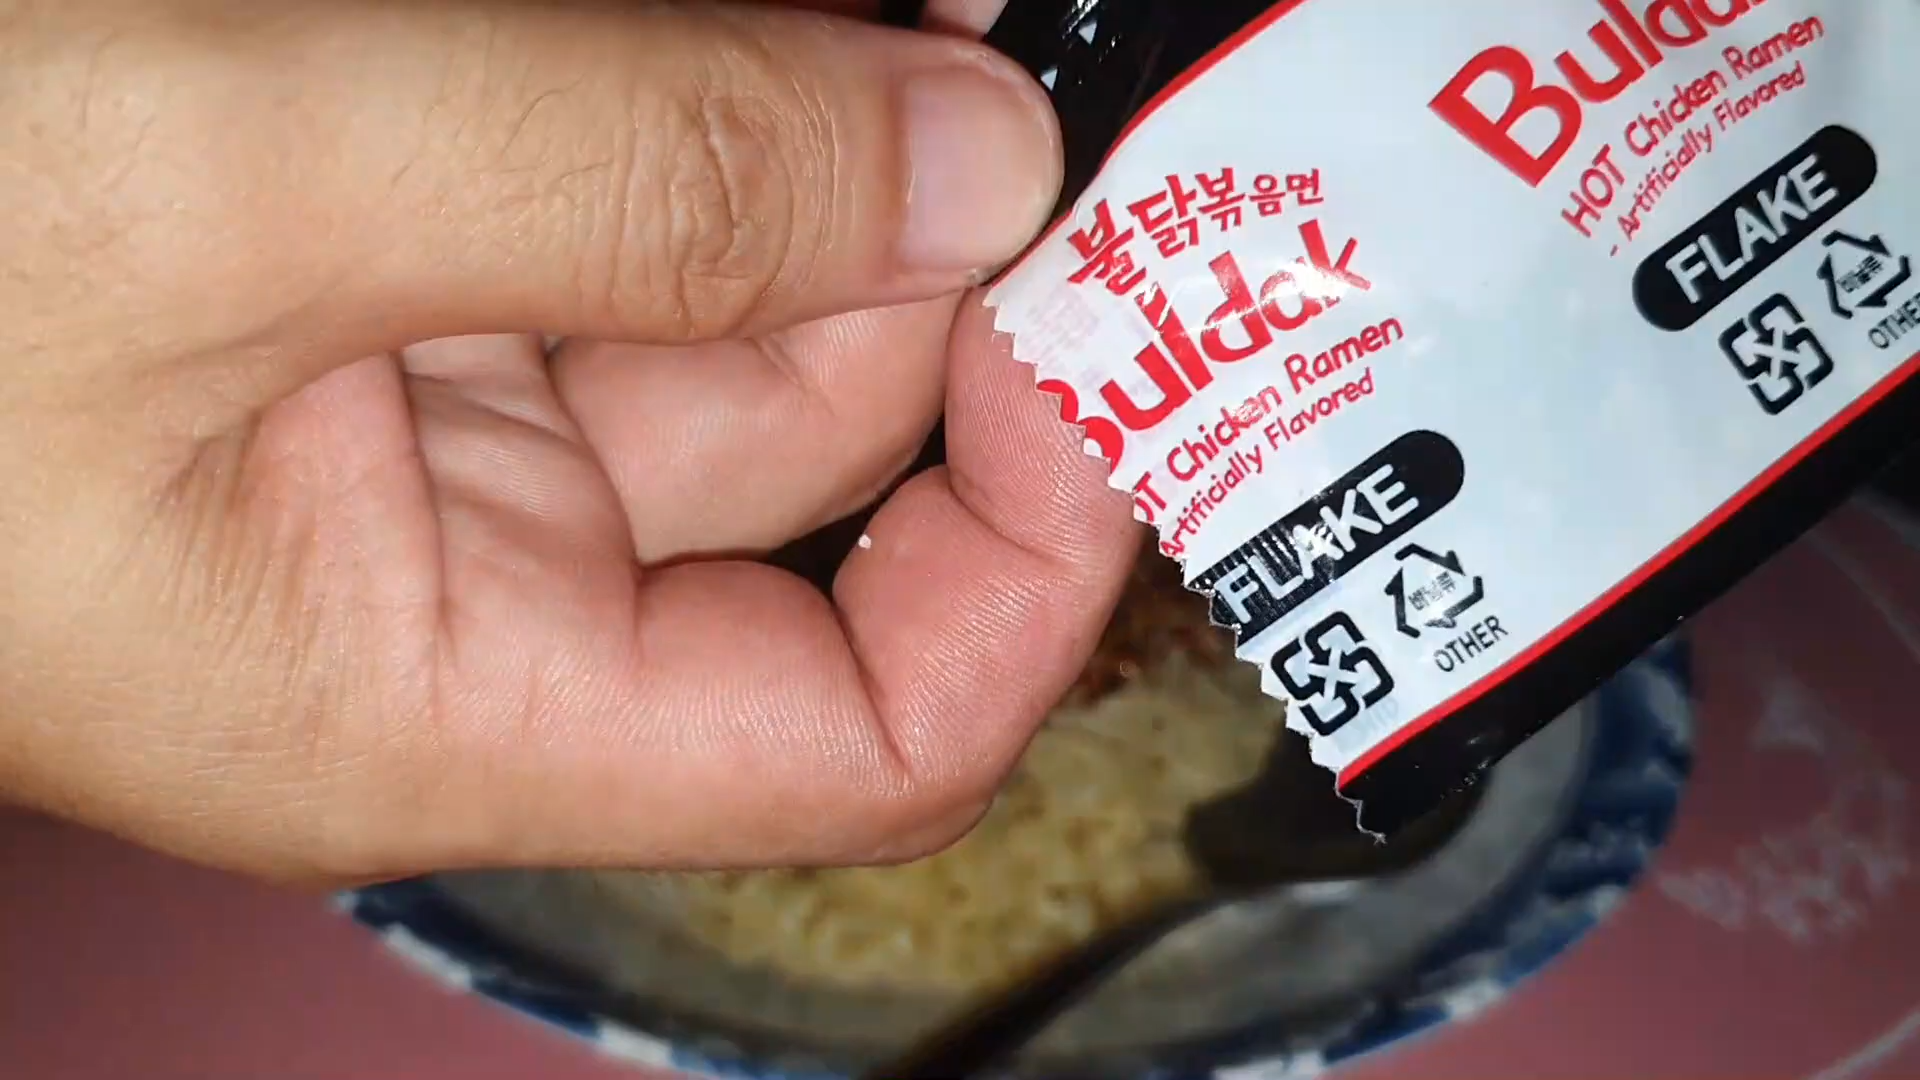 불닭볶음면
Buldak
HOT Chicken Ramen
Artificially Flavored
FLAKE
OTHER
Buldak
HOT Chicken Ramen
- Artificially Flavored
FLAKE
OTHER